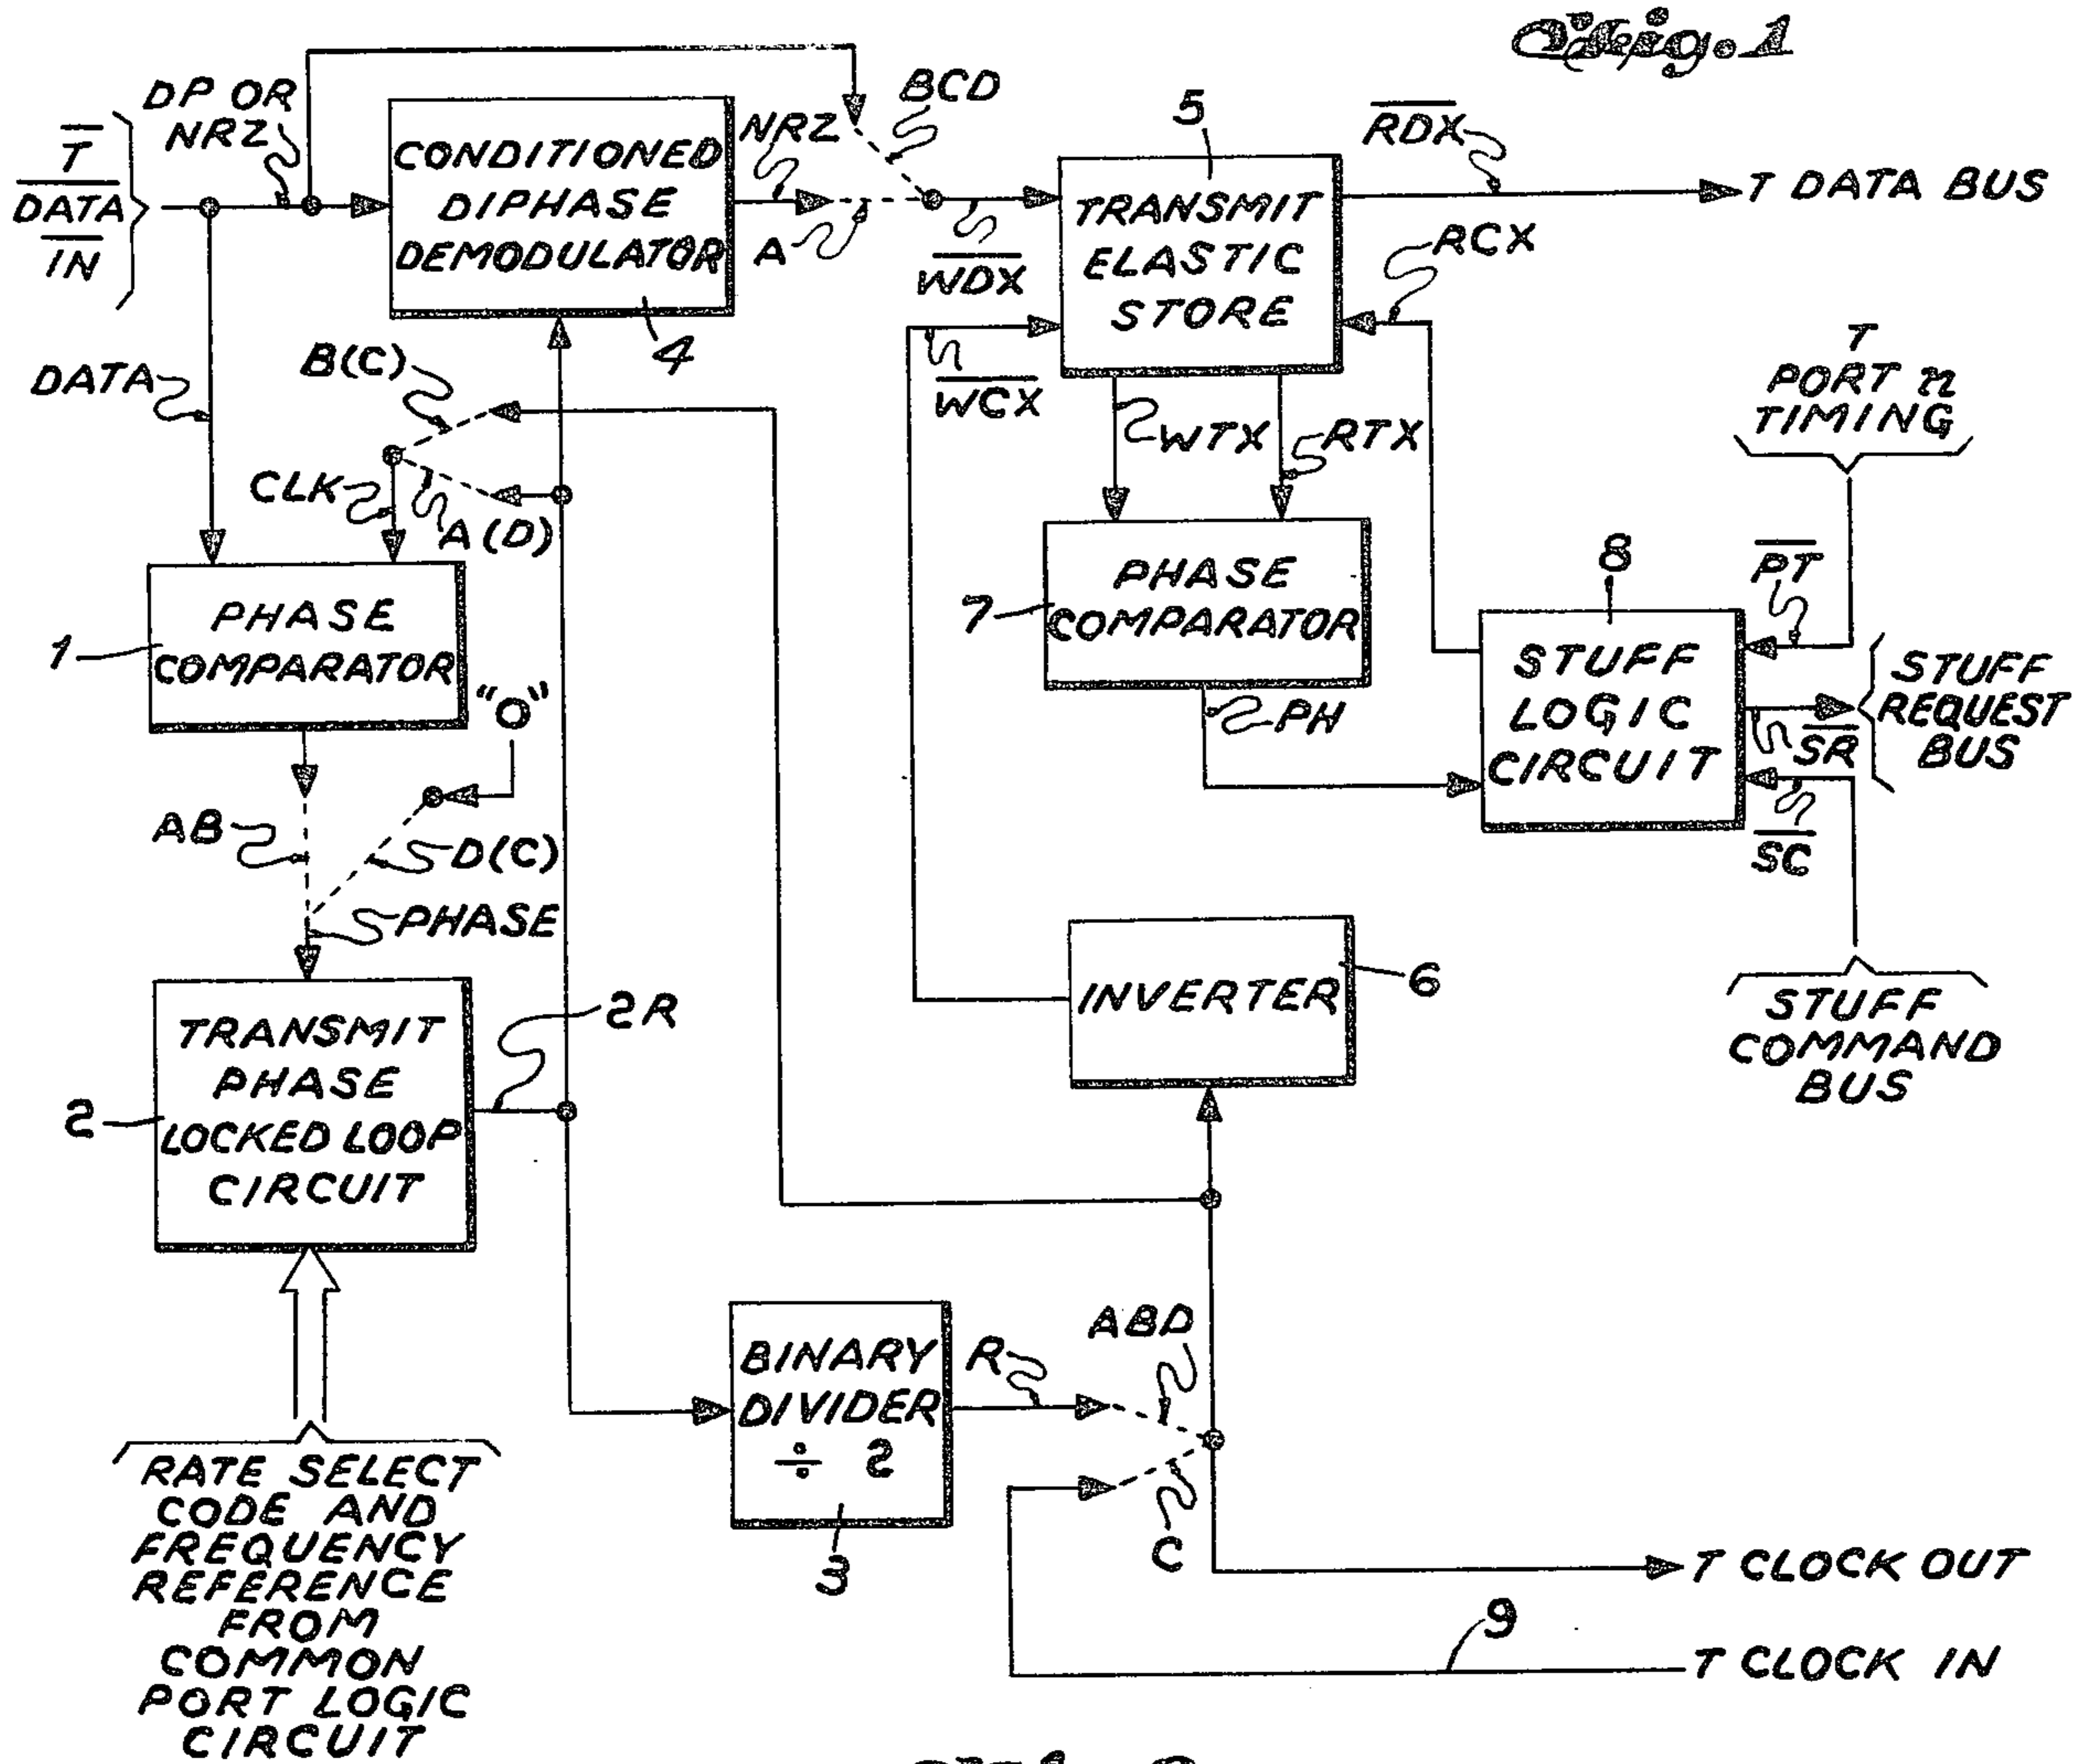 Fig. 1
DP OR
NRZ
T
DATA
IN
CONDITIONED
DIPHASE
DEMODULATOR
4
NRZ
A
BCD
WDX
5
TRANSMIT
ELASTIC
STORE
RDX
T DATA BUS
RCX
WCX
WTX
RTX
T
PORT n
TIMING
DATA
B(C)
CLK
A(D)
1
PHASE
COMPARATOR
"0"
7
PHASE
COMPARATOR
PH
8
STUFF
LOGIC
CIRCUIT
PT
STUFF
REQUEST
BUS
SR
SC
AB
D(C)
PHASE
2
TRANSMIT
PHASE
LOCKED LOOP
CIRCUIT
2R
INVERTER
6
STUFF
COMMAND
BUS
BINARY
DIVIDER
÷ 2
3
R
ABD
C
T CLOCK OUT
9
T CLOCK IN
RATE SELECT
CODE AND
FREQUENCY
REFERENCE
FROM
COMMON
PORT LOGIC
CIRCUIT